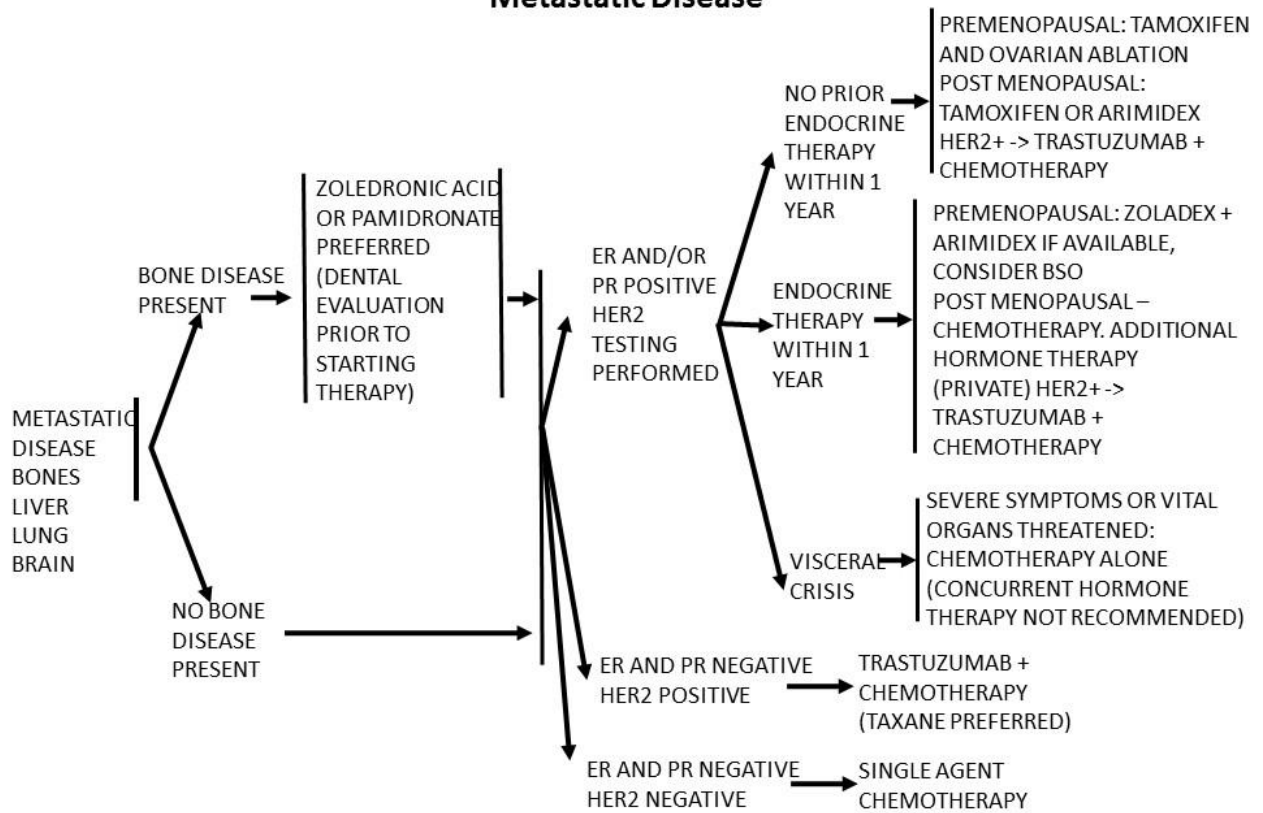 Metastatic Disease
METASTATIC
DISEASE
BONES
LIVER
LUNG
BRAIN
BONE DISEASE
PRESENT
NO BONE
DISEASE
PRESENT
ZOLEDRONIC ACID
OR PAMIDRONATE
PREFERRED
(DENTAL
EVALUATION
PRIOR TO
STARTING
THERAPY)
ER AND/OR
PR POSITIVE
HER2
TESTING
PERFORMED
NO PRIOR
ENDOCRINE
THERAPY
WITHIN 1
YEAR
PREMENOPAUSAL: TAMOXIFEN
AND OVARIAN ABLATION
POST MENOPAUSAL:
TAMOXIFEN OR ARIMIDEX
HER2+ -> TRASTUZUMAB +
CHEMOTHERAPY
ENDOCRINE
THERAPY
WITHIN 1
YEAR
PREMENOPAUSAL: ZOLADEX +
ARIMIDEX IF AVAILABLE,
CONSIDER BSO
POST MENOPAUSAL –
CHEMOTHERAPY. ADDITIONAL
HORMONE THERAPY
(PRIVATE) HER2+ ->
TRASTUZUMAB +
CHEMOTHERAPY
VISCERAL
CRISIS
SEVERE SYMPTOMS OR VITAL
ORGANS THREATENED:
CHEMOTHERAPY ALONE
(CONCURRENT HORMONE
THERAPY NOT RECOMMENDED)
ER AND PR NEGATIVE
HER2 POSITIVE
TRASTUZUMAB +
CHEMOTHERAPY
(TAXANE PREFERRED)
ER AND PR NEGATIVE
HER2 NEGATIVE
SINGLE AGENT
CHEMOTHERAPY